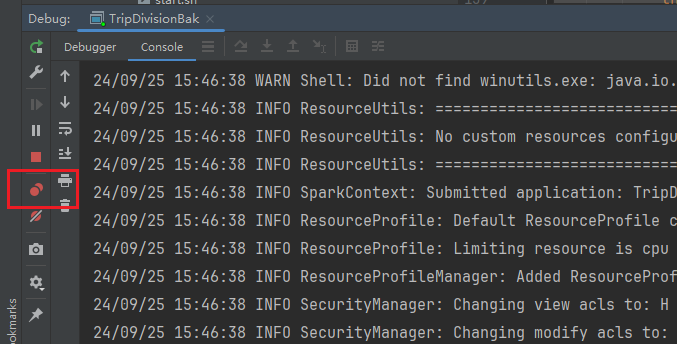 start.sh
Debug: TripDivisionBak
Debugger Console
24/09/25 15:46:38 WARN Shell: Did not find winutils.exe: java.io.
24/09/25 15:46:38 INFO ResourceUtils: ==============================
24/09/25 15:46:38 INFO ResourceUtils: No custom resources configu
24/09/25 15:46:38 INFO ResourceUtils: ==============================
24/09/25 15:46:38 INFO SparkContext: Submitted application: TripD
24/09/25 15:46:38 INFO ResourceProfile: Default ResourceProfile c
24/09/25 15:46:38 INFO ResourceProfile: Limiting resource is cpu
24/09/25 15:46:38 INFO ResourceProfileManager: Added ResourceProf
24/09/25 15:46:38 INFO SecurityManager: Changing view acls to: H
24/09/25 15:46:38 INFO SecurityManager: Changing modify acls to:
ookmarks